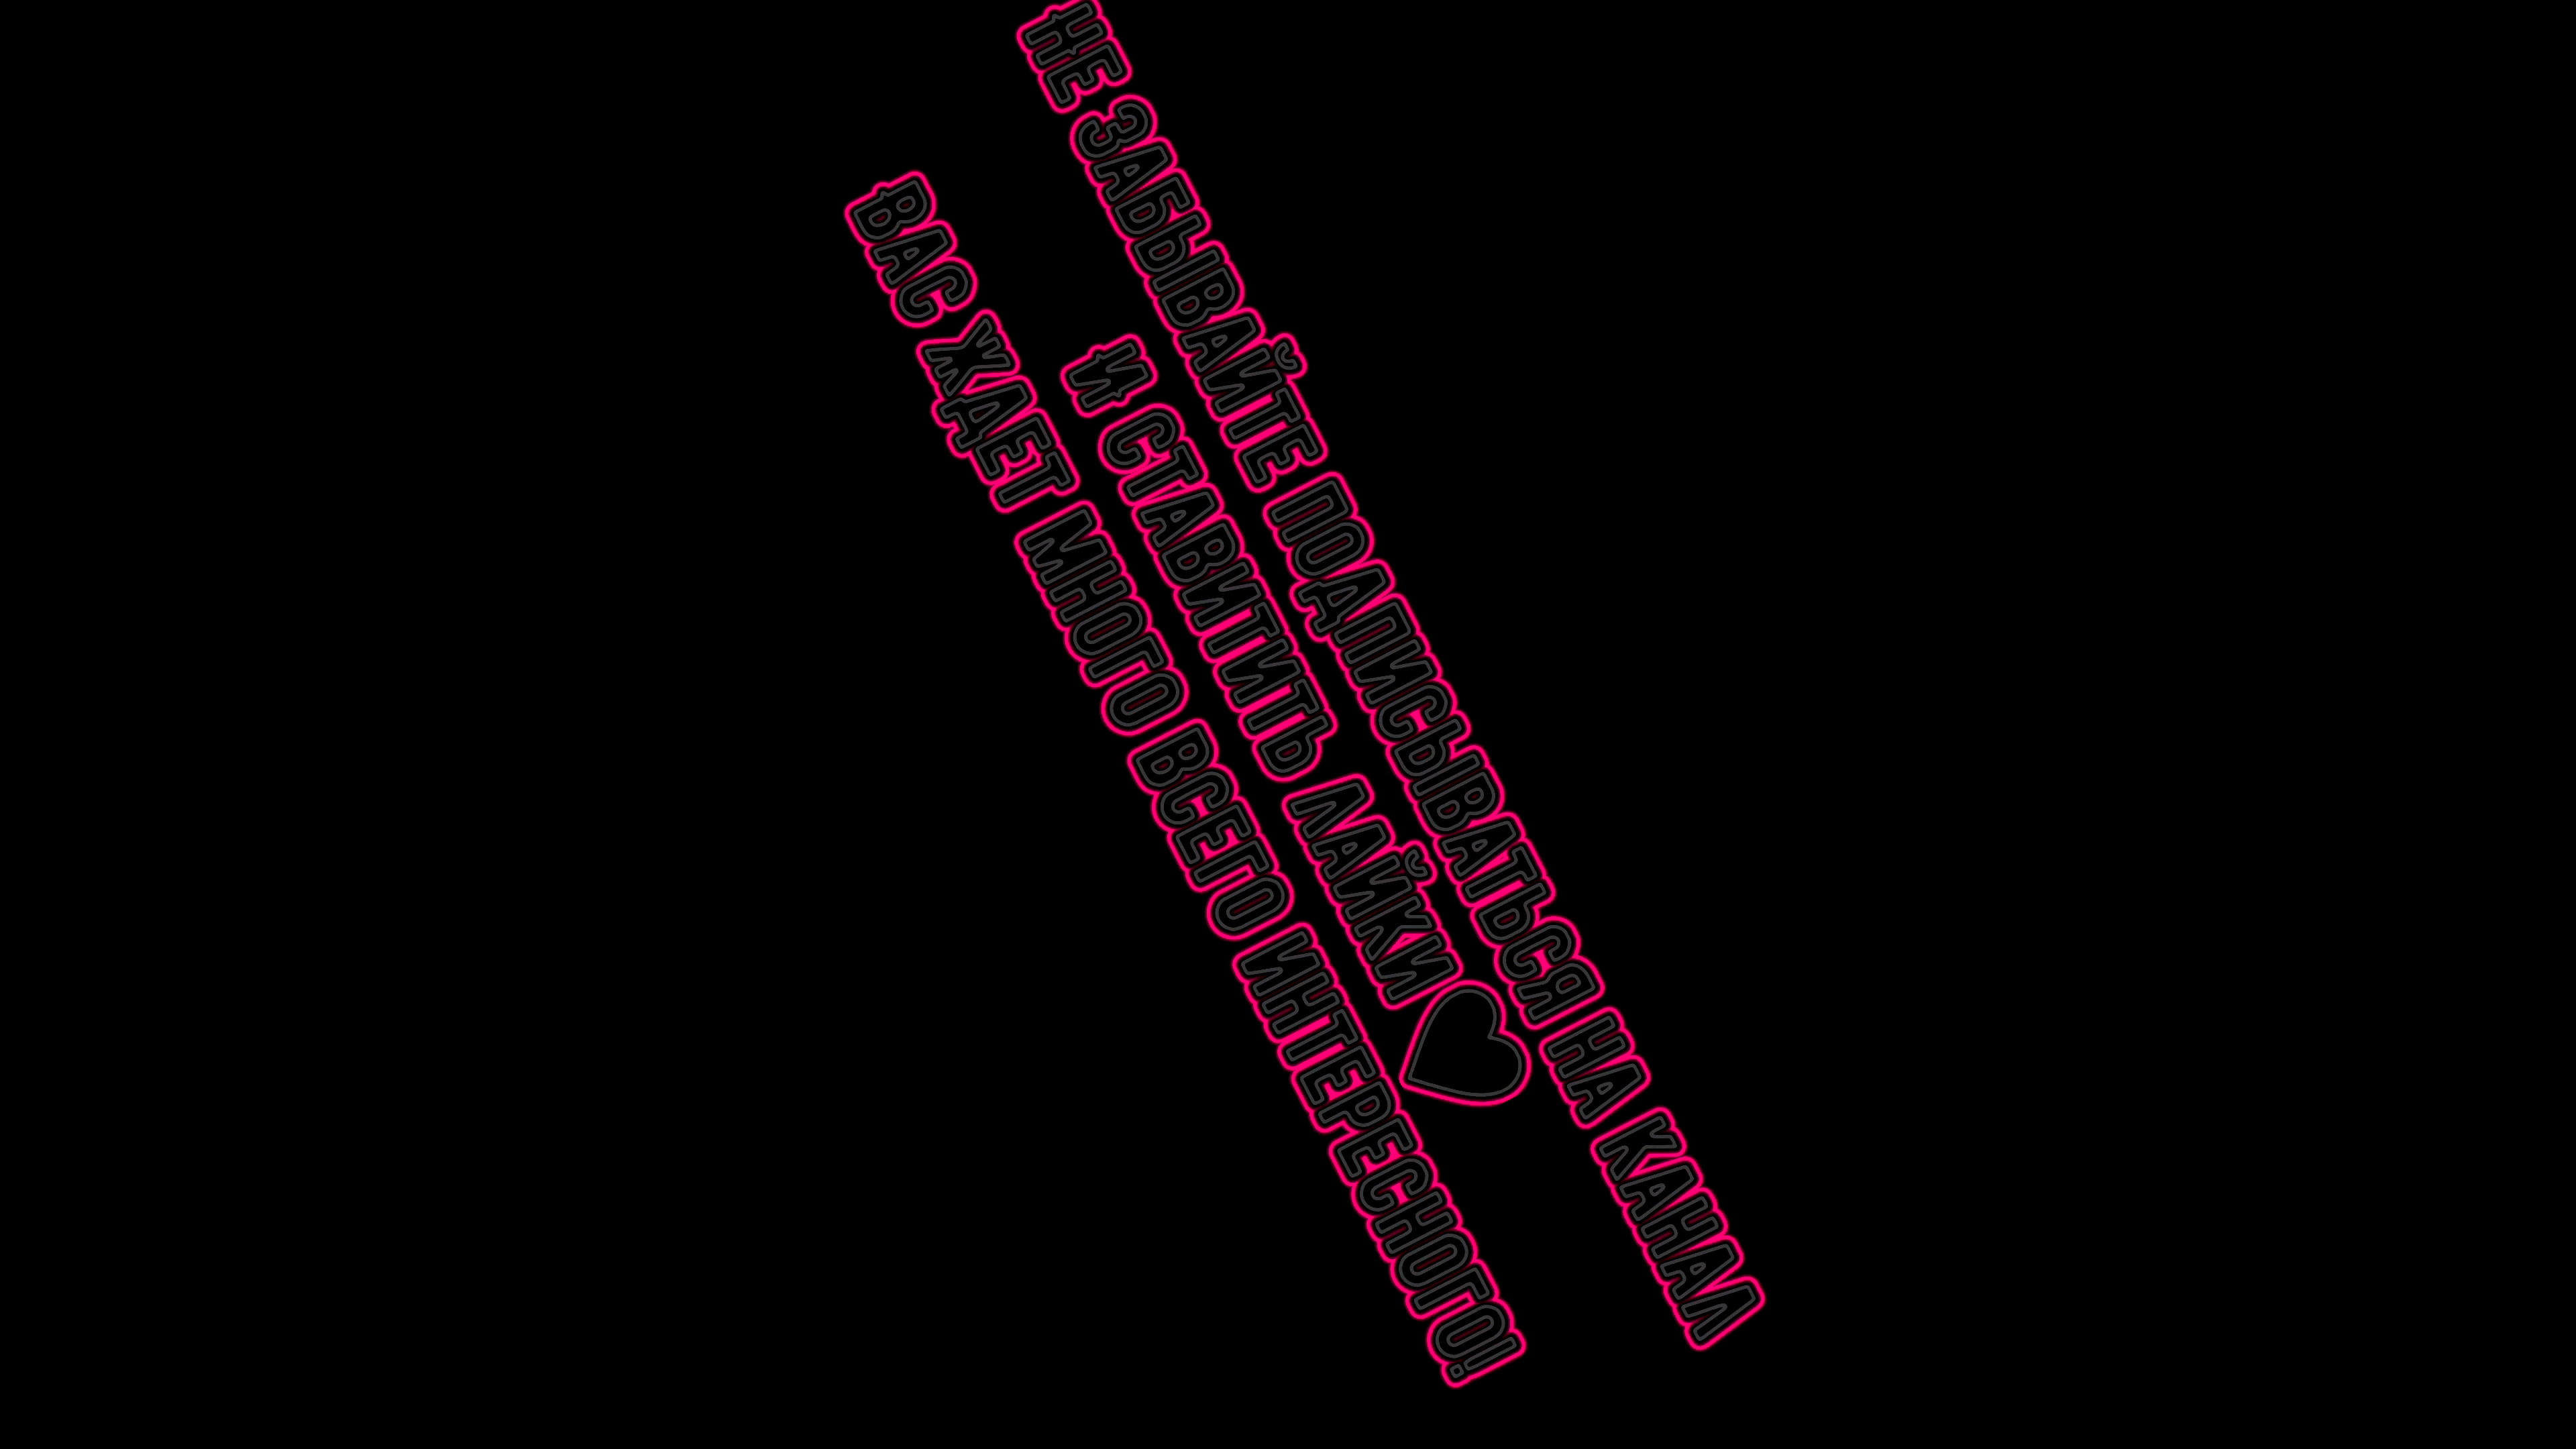 НЕ ЗАБЫВАЙТЕ ПОДПИСЫВАТЬСЯ НА КАНАЛ
И СТАВИТИТЬ ЛАЙКИ
ВАС ЖДЕТ МНОГО ВСЕГО ИНТЕРЕСНОГО!